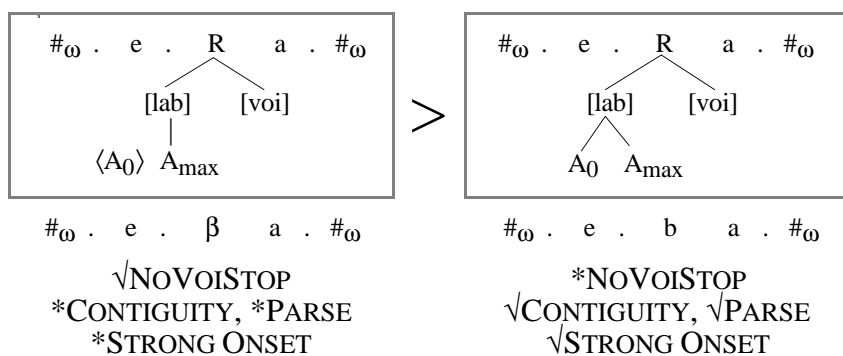 #ω . e . R a . #ω
[lab] [voi]
⟨A0⟩ Amax
#ω . e . β a . #ω
√NOVOISTOP
*CONTIGUITY, *PARSE
*STRONG ONSET
>
#ω . e . R a . #ω
[lab] [voi]
A0 Amax
#ω . e . b a . #ω
*NOVOISTOP
√CONTIGUITY, √PARSE
√STRONG ONSET